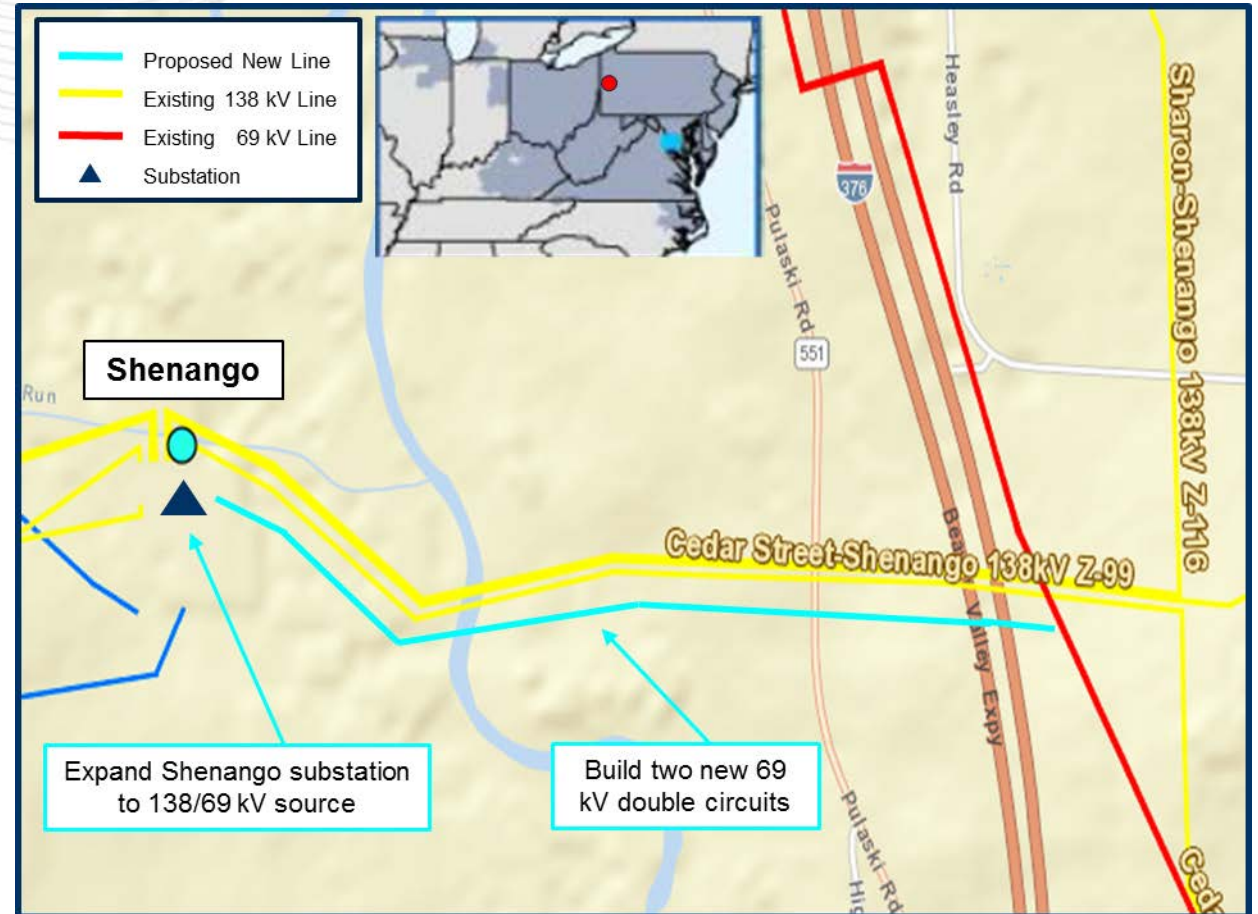 Proposed New Line
Existing 138 kV Line
Existing 69 kV Line
Substation
Shenango
Run
Pulaski Rd
551
376
Heasley Rd
Sharon-Shenango 138kV Z-116
Cedar Street-Shenango 138kV Z-99
Valley Expy
Expand Shenango substation
to 138/69 kV source
Build two new 69
kV double circuits
Pulaski Rd